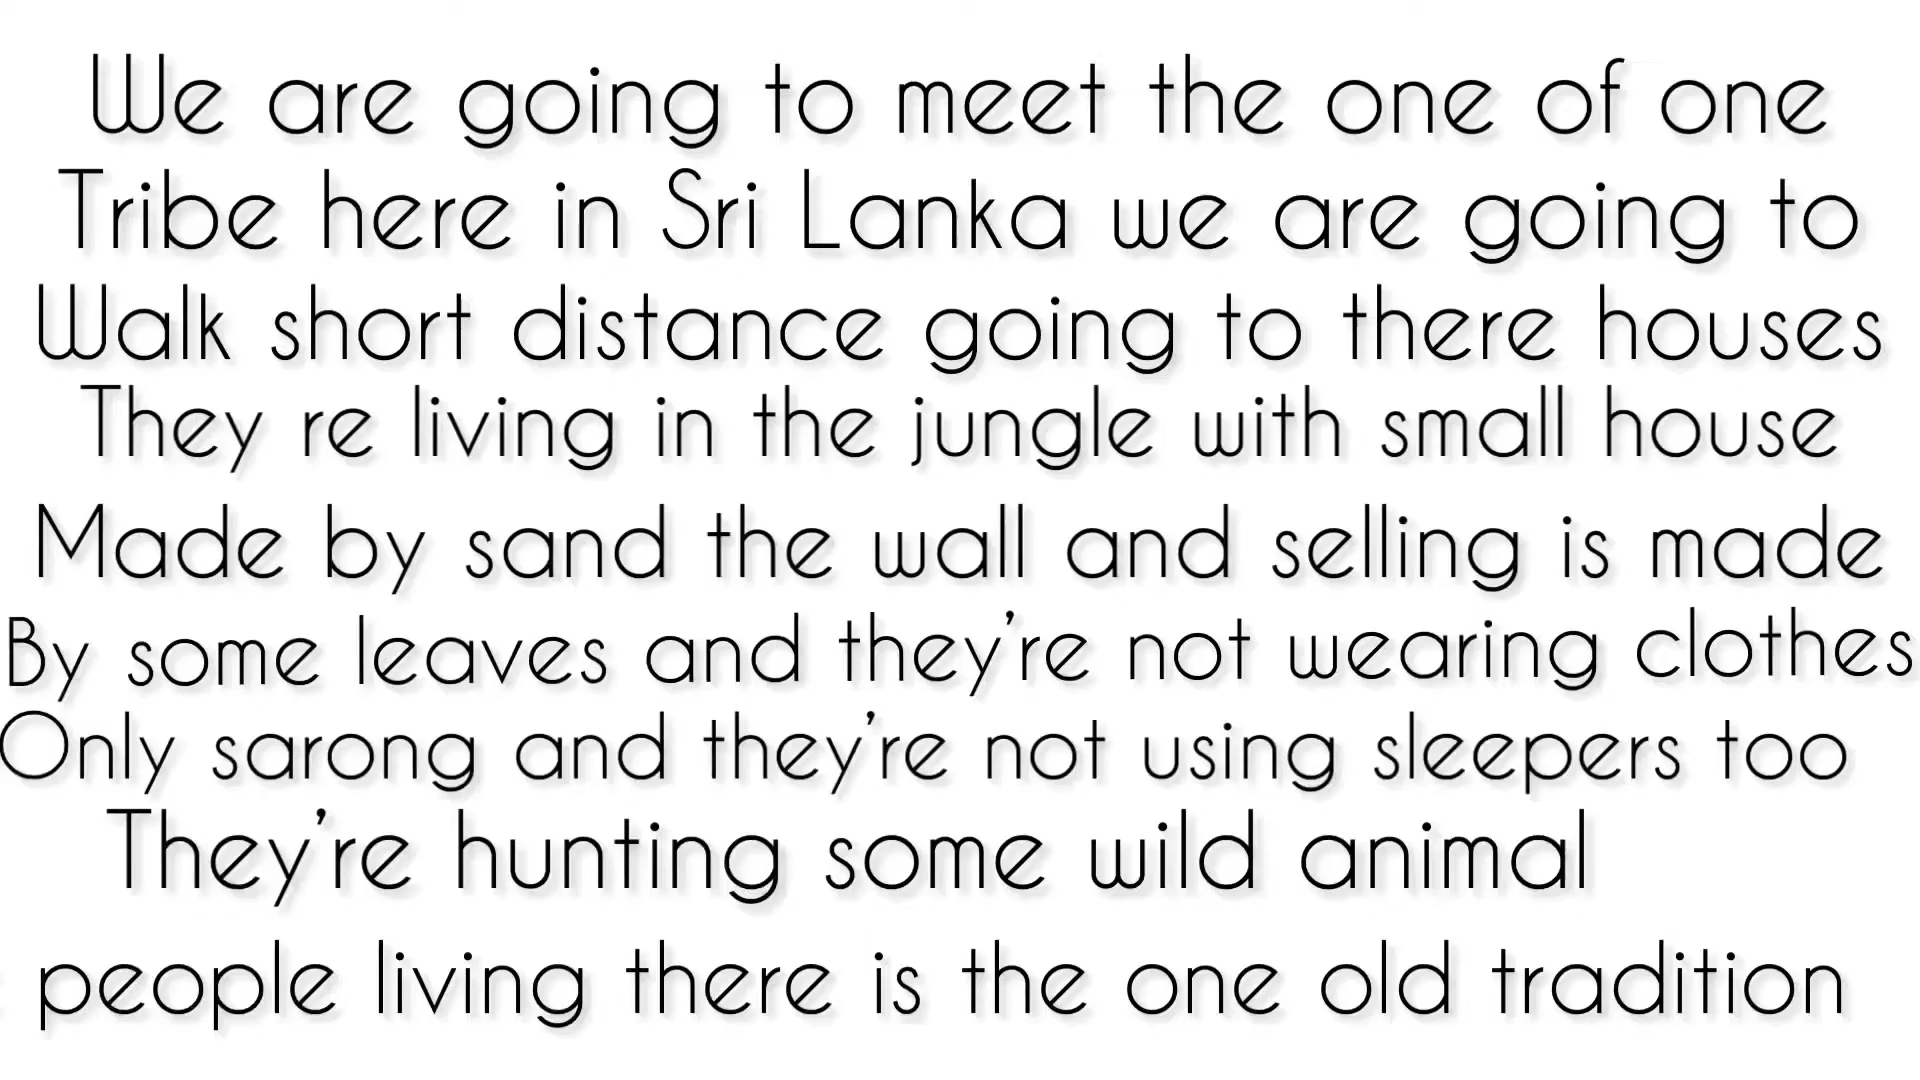 We are going to meet the one of one
Tribe here in Sri Lanka we are going to
Walk short distance going to there houses
They re living in the jungle with small house
Made by sand the wall and selling is made
By some leaves and they're not wearing clothes
Only sarong and they're not using sleepers too
They're hunting some wild animal
people living there is the one old tradition